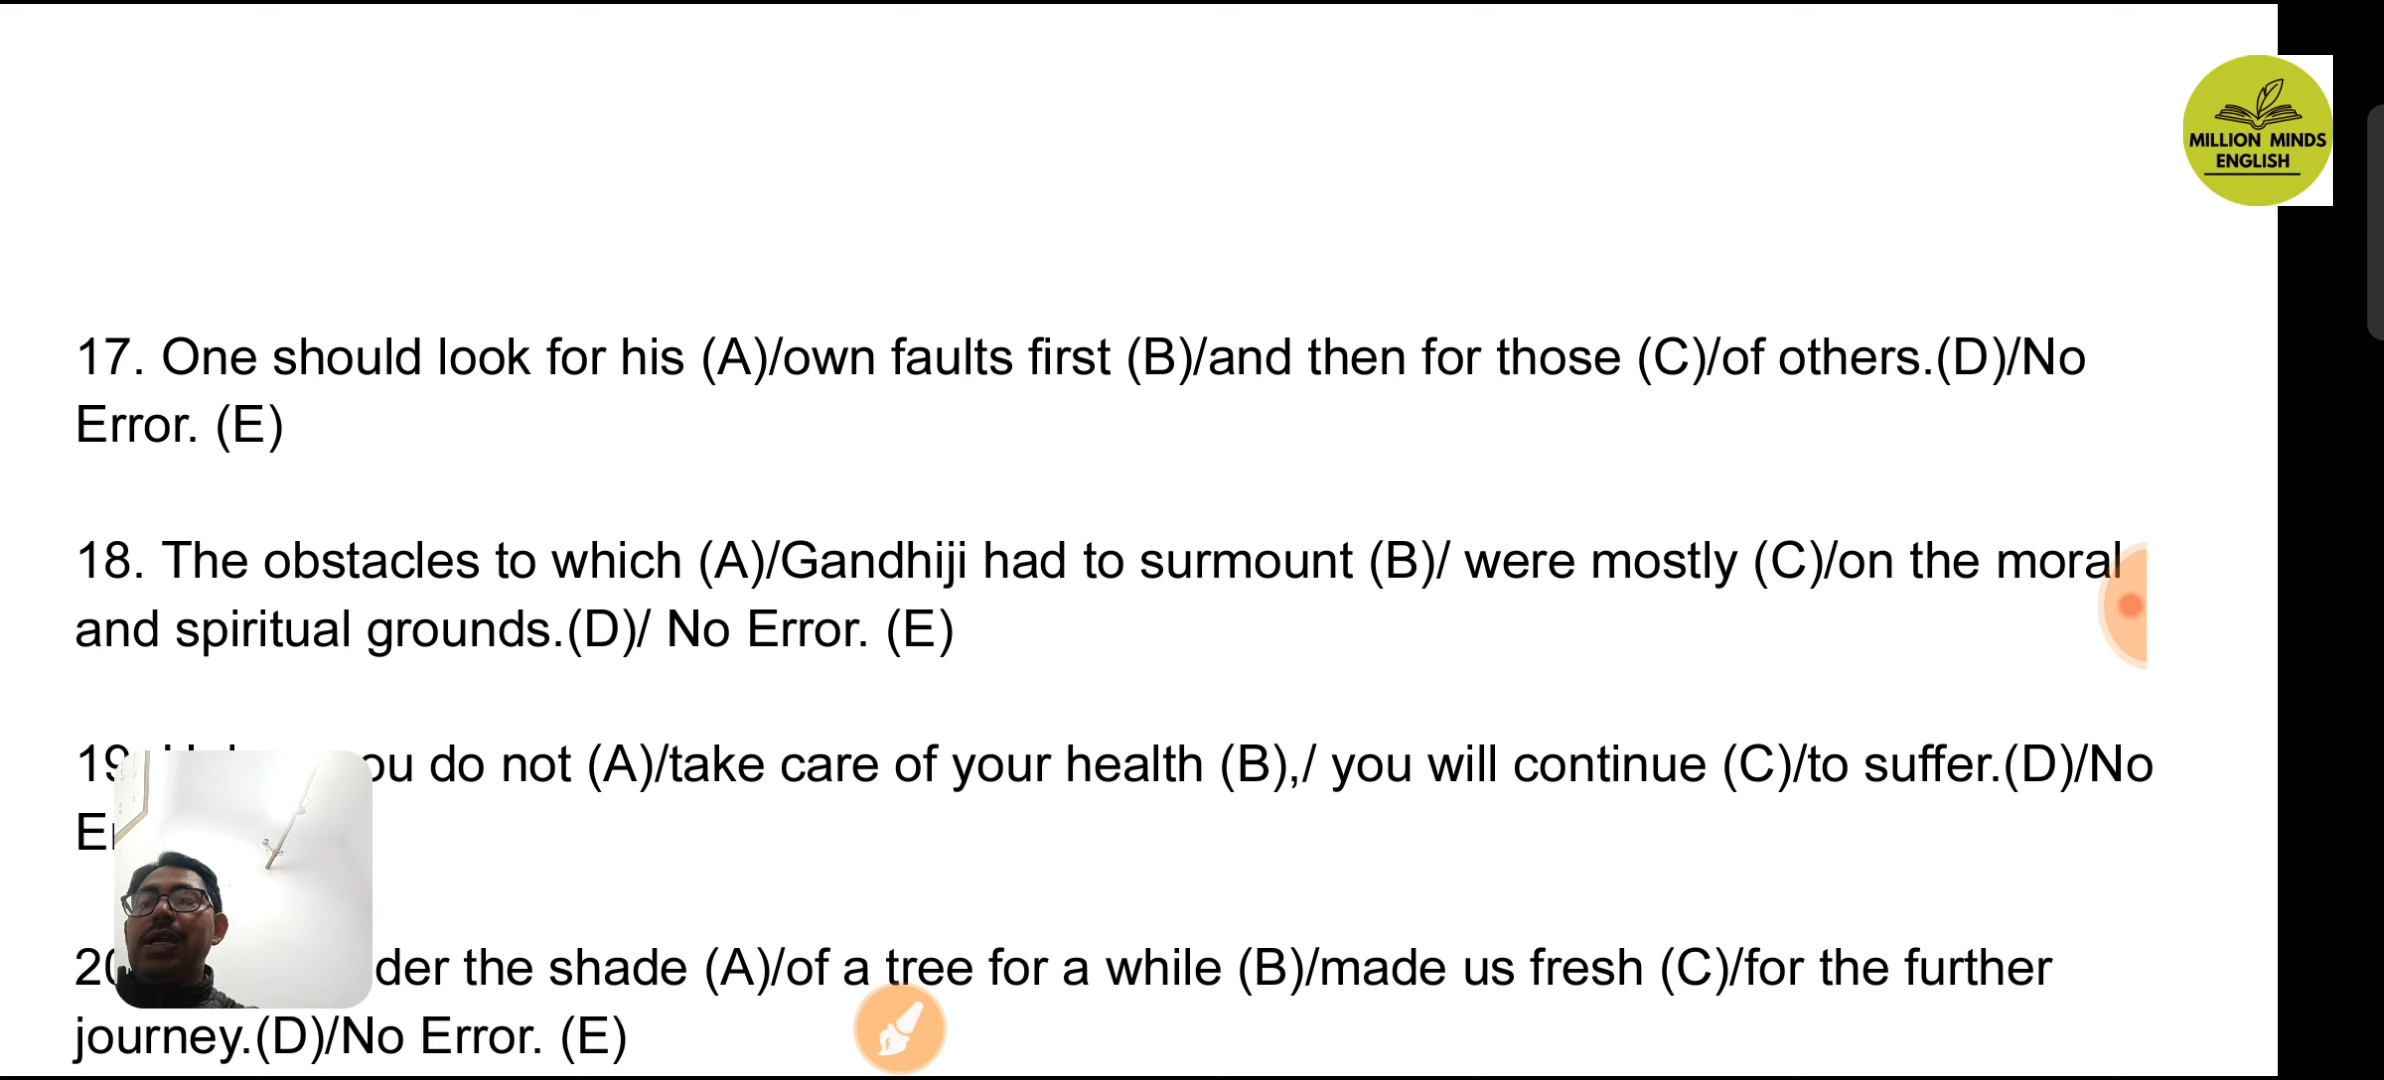 MILLION MINDS
ENGLISH
17. One should look for his (A)/own faults first (B)/and then for those (C)/of others.(D)/No
Error. (E)
18. The obstacles to which (A)/Gandhiji had to surmount (B)/ were mostly (C)/on the moral
and spiritual grounds.(D)/ No Error. (E)
do not (A)/take care of your health (B),/ you will continue (C)/to suffer.(D)/No
the shade (A)/of a tree for a while (B)/made us fresh (C)/for the further
journey.(D)/No Error. (E)